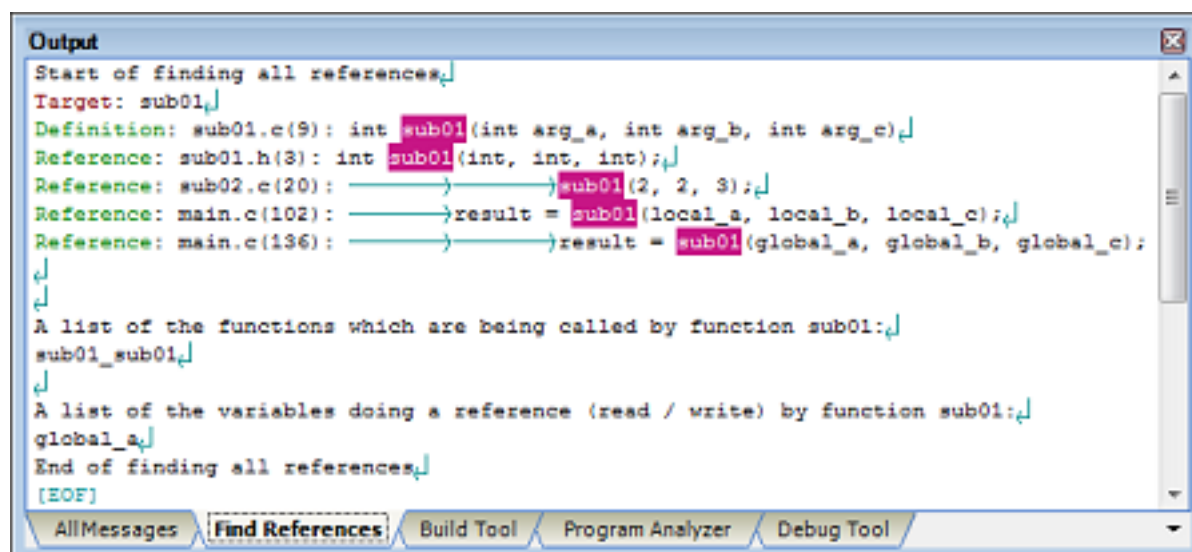 Output
Start of finding all references
Target: sub01
Definition: sub01.c(9): int sub01(int arg_a, int arg_b, int arg_c)
Reference: sub01.h(3): int sub01(int, int, int);
Reference: sub02.c(20): sub01(2, 2, 3);
Reference: main.c(102): result = sub01(local_a, local_b, local_c);
Reference: main.c(136): result = sub01(global_a, global_b, global_c);
A list of the functions which are being called by function sub01:
sub01_sub01
A list of the variables doing a reference (read / write) by function sub01:
global_a
End of finding all references
[EOF]
All Messages Find References Build Tool Program Analyzer Debug Tool